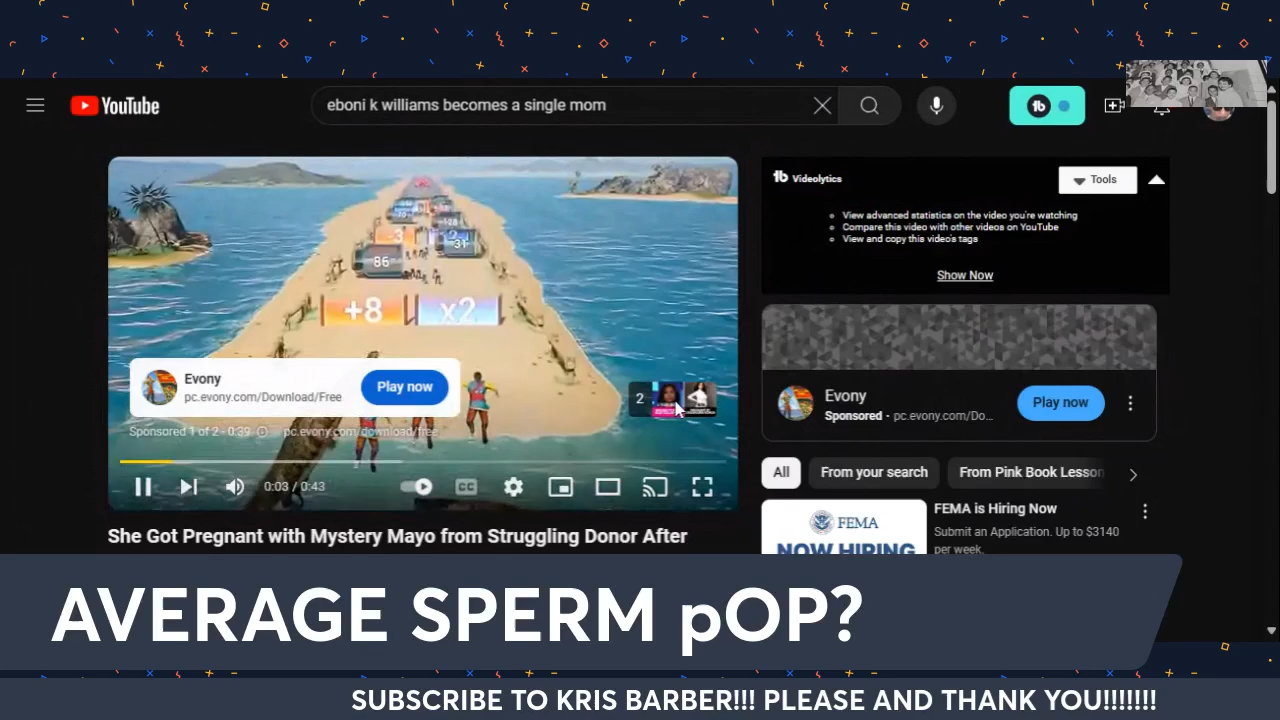 YouTube
eboni k williams becomes a single mom
+8
x2
86
31
-3
Evony
pc.evony.com/Download/Free
Play now
2
Sponsored 1 of 2 · 0:39
pc.evony.com/download/free
0:03 / 0:43
CC
She Got Pregnant with Mystery Mayo from Struggling Donor After
tb Videolytics
Tools
View advanced statistics on the video you're watching
Compare this video with other videos on YouTube
View and copy this video's tags
Show Now
Evony
Sponsored · pc.evony.com/Do...
Play now
All
From your search
From Pink Book Lesson
FEMA
NOW HIRING
FEMA is Hiring Now
Submit an Application. Up to $3140
per week.
AVERAGE SPERM pOP?
SUBSCRIBE TO KRIS BARBER!!! PLEASE AND THANK YOU!!!!!!!